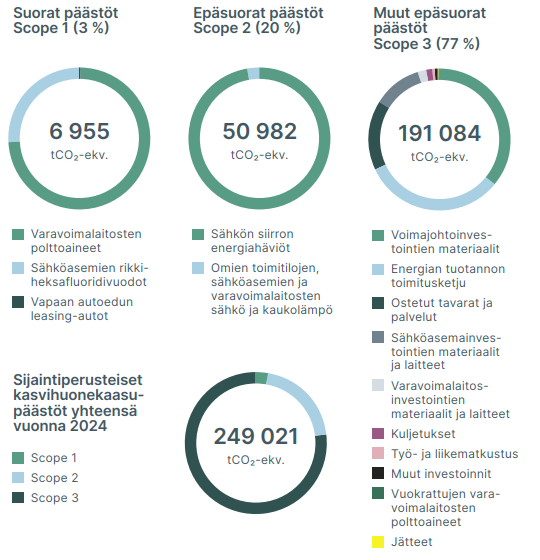 Suorat päästöt
Scope 1 (3 %)
6 955
tCO₂-ekv.
Varavoimalaitosten
polttoaineet
Sähköasemien rikki-
heksafluoridivuodot
Vapaan autoedun
leasing-autot
Epäsuorat päästöt
Scope 2 (20 %)
50 982
tCO₂-ekv.
Sähkön siirron
energiahäviöt
Omien toimitilojen,
sähköasemien ja
varavoimalaitosten
sähkö ja kaukolämpö
Muut epäsuorat
päästöt
Scope 3 (77 %)
191 084
tCO₂-ekv.
Voimajohtoinves-
tointien materiaalit
Energian tuotannon
toimitusketju
Ostetut tavarat ja
palvelut
Sähköasemainves-
tointien materiaalit
ja laitteet
Varavoimalaitos-
investointien
materiaalit ja laitteet
Kuljetukset
Työ- ja liikematkustus
Muut investoinnit
Vuokrattujen vara-
voimalaitosten
polttoaineet
Jätteet
Sijaintiperusteiset
kasvihuonekaasu-
päästöt yhteensä
vuonna 2024
Scope 1
Scope 2
Scope 3
249 021
tCO₂-ekv.